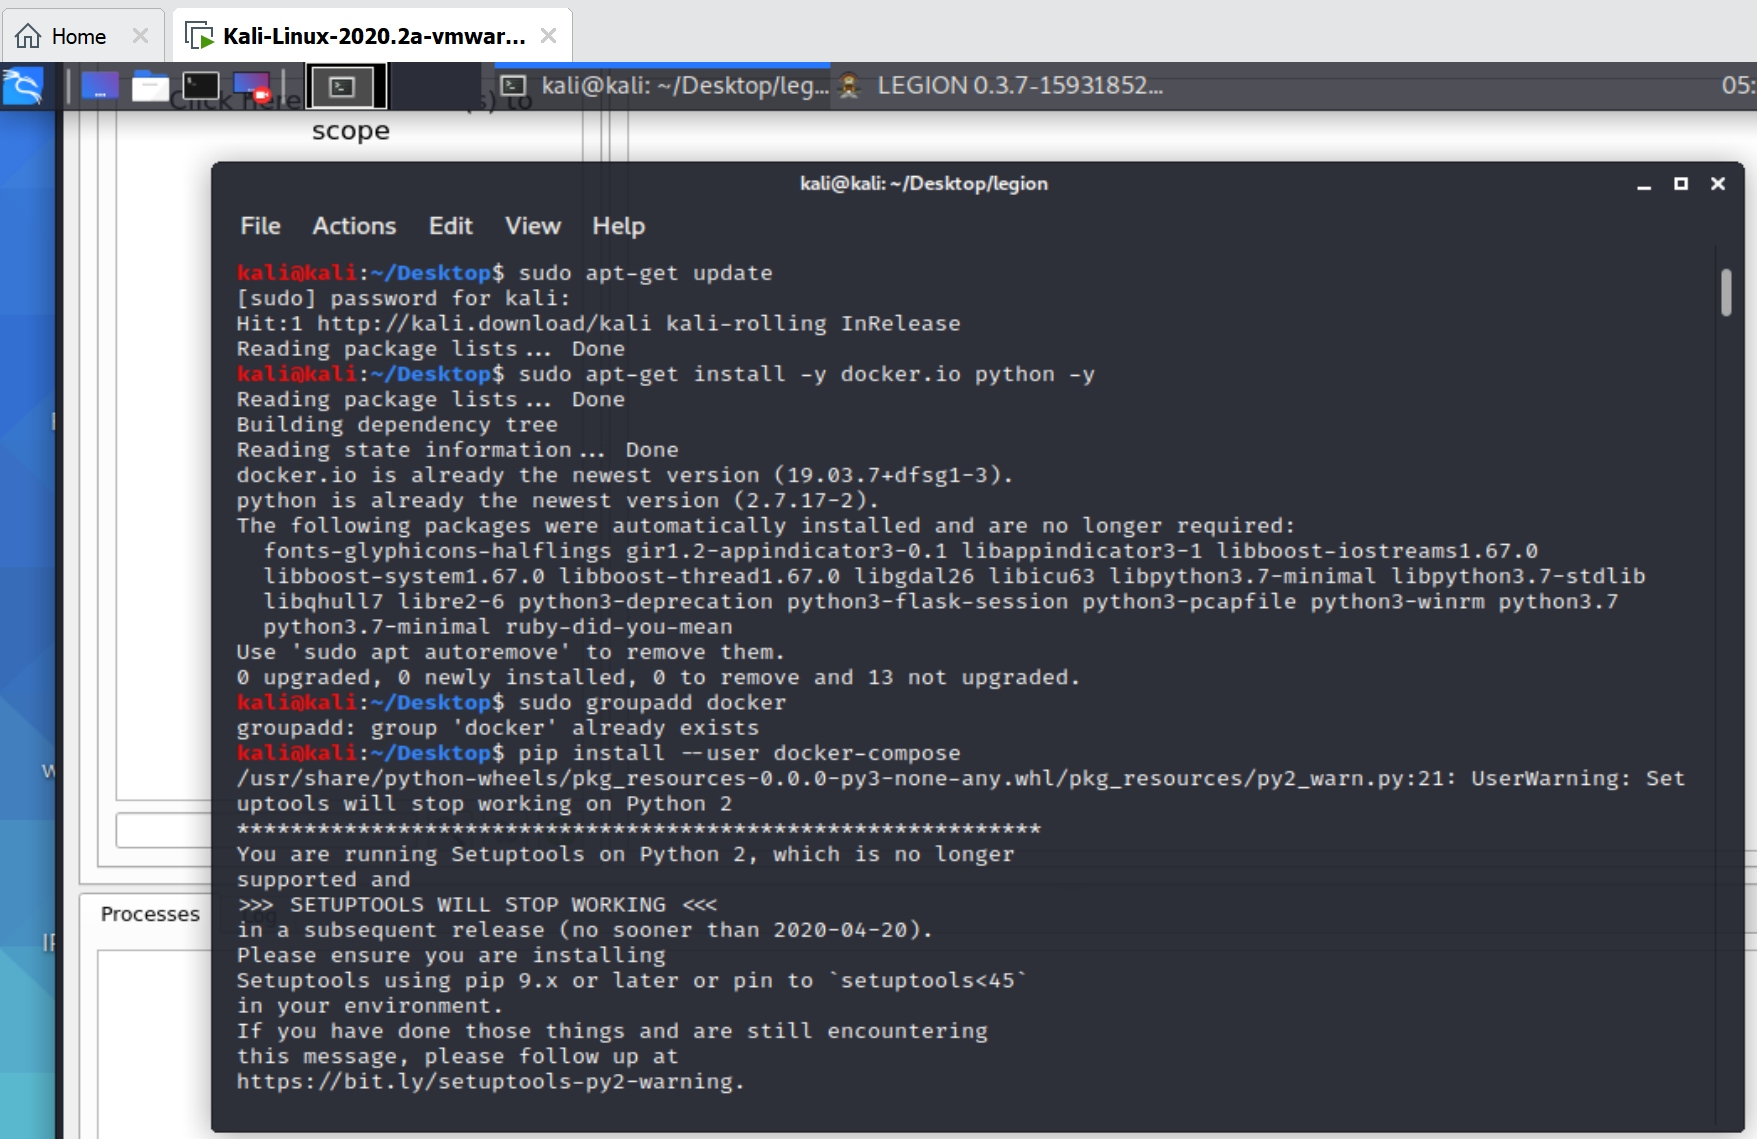 Home
Kali-Linux-2020.2a-vmwar...
kali@kali: ~/Desktop/leg...
LEGION 0.3.7-15931852...
05:
Click here (s) to
scope
kali@kali: ~/Desktop/legion
File Actions Edit View Help
kali@kali:~/Desktop$ sudo apt-get update
[sudo] password for kali:
Hit:1 http://kali.download/kali kali-rolling InRelease
Reading package lists... Done
kali@kali:~/Desktop$ sudo apt-get install -y docker.io python -y
Reading package lists... Done
Building dependency tree
Reading state information... Done
docker.io is already the newest version (19.03.7+dfsg1-3).
python is already the newest version (2.7.17-2).
The following packages were automatically installed and are no longer required:
fonts-glyphicons-halflings gir1.2-appindicator3-0.1 libappindicator3-1 libboost-iostreams1.67.0
libboost-system1.67.0 libboost-thread1.67.0 libgdal26 libicu63 libpython3.7-minimal libpython3.7-stdlib
libqhull7 libre2-6 python3-deprecation python3-flask-session python3-pcapfile python3-winrm python3.7
python3.7-minimal ruby-did-you-mean
Use 'sudo apt autoremove' to remove them.
0 upgraded, 0 newly installed, 0 to remove and 13 not upgraded.
kali@kali:~/Desktop$ sudo groupadd docker
groupadd: group 'docker' already exists
kali@kali:~/Desktop$ pip install --user docker-compose
/usr/share/python-wheels/pkg_resources-0.0.0-py3-none-any.whl/pkg_resources/py2_warn.py:21: UserWarning: Set
uptools will stop working on Python 2
************************************************************
You are running Setuptools on Python 2, which is no longer
supported and
>>> SETUPTOOLS WILL STOP WORKING <<<
in a subsequent release (no sooner than 2020-04-20).
Please ensure you are installing
Setuptools using pip 9.x or later or pin to `setuptools<45`
in your environment.
If you have done those things and are still encountering
this message, please follow up at
https://bit.ly/setuptools-py2-warning.
Processes
Log